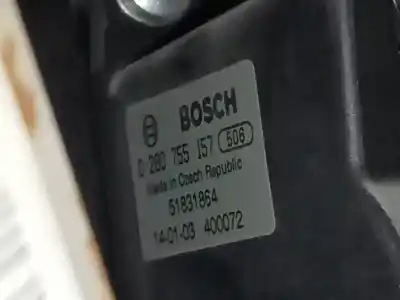 BOSCH
0 280 755 157 506
Made in Czech Republic
51831864
14-01-03 400072